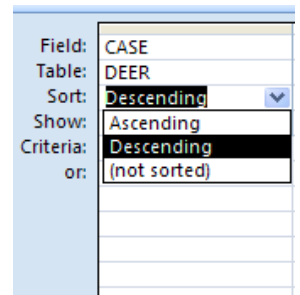 Field: CASE
Table: DEER
Sort: Descending
Show: Ascending
Criteria: Descending
or: (not sorted)